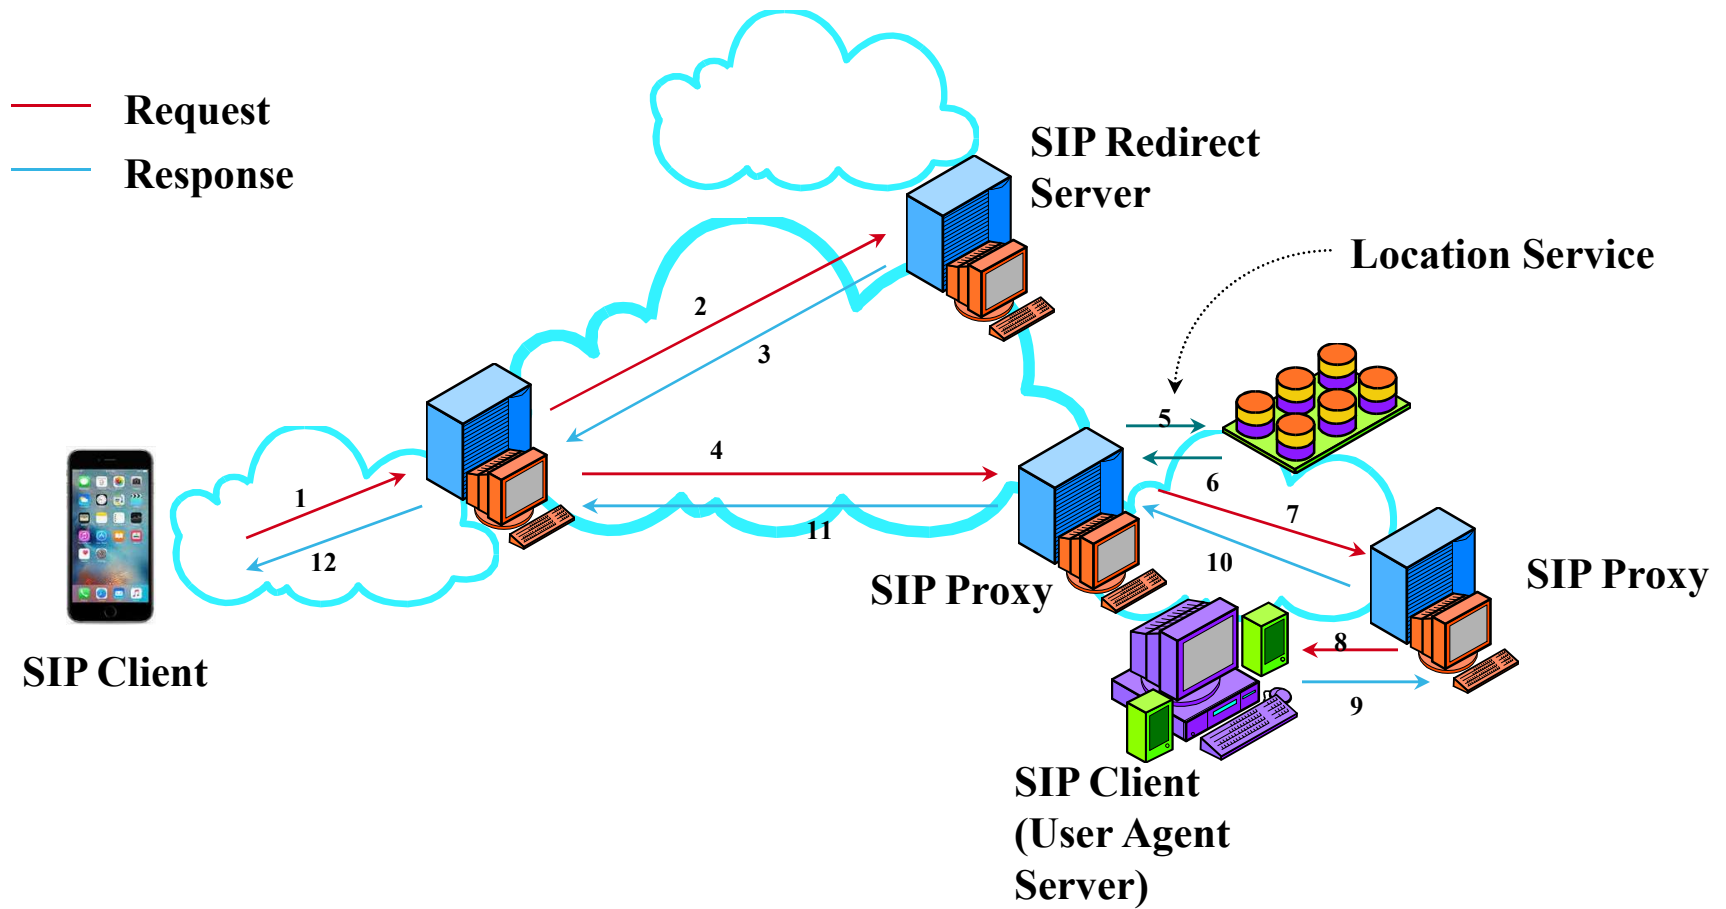 Request
Response
SIP Redirect
Server
Location Service
2
3
5
4
6
1
7
11
12
10
SIP Proxy
SIP Proxy
8
SIP Client
9
SIP Client
(User Agent
Server)